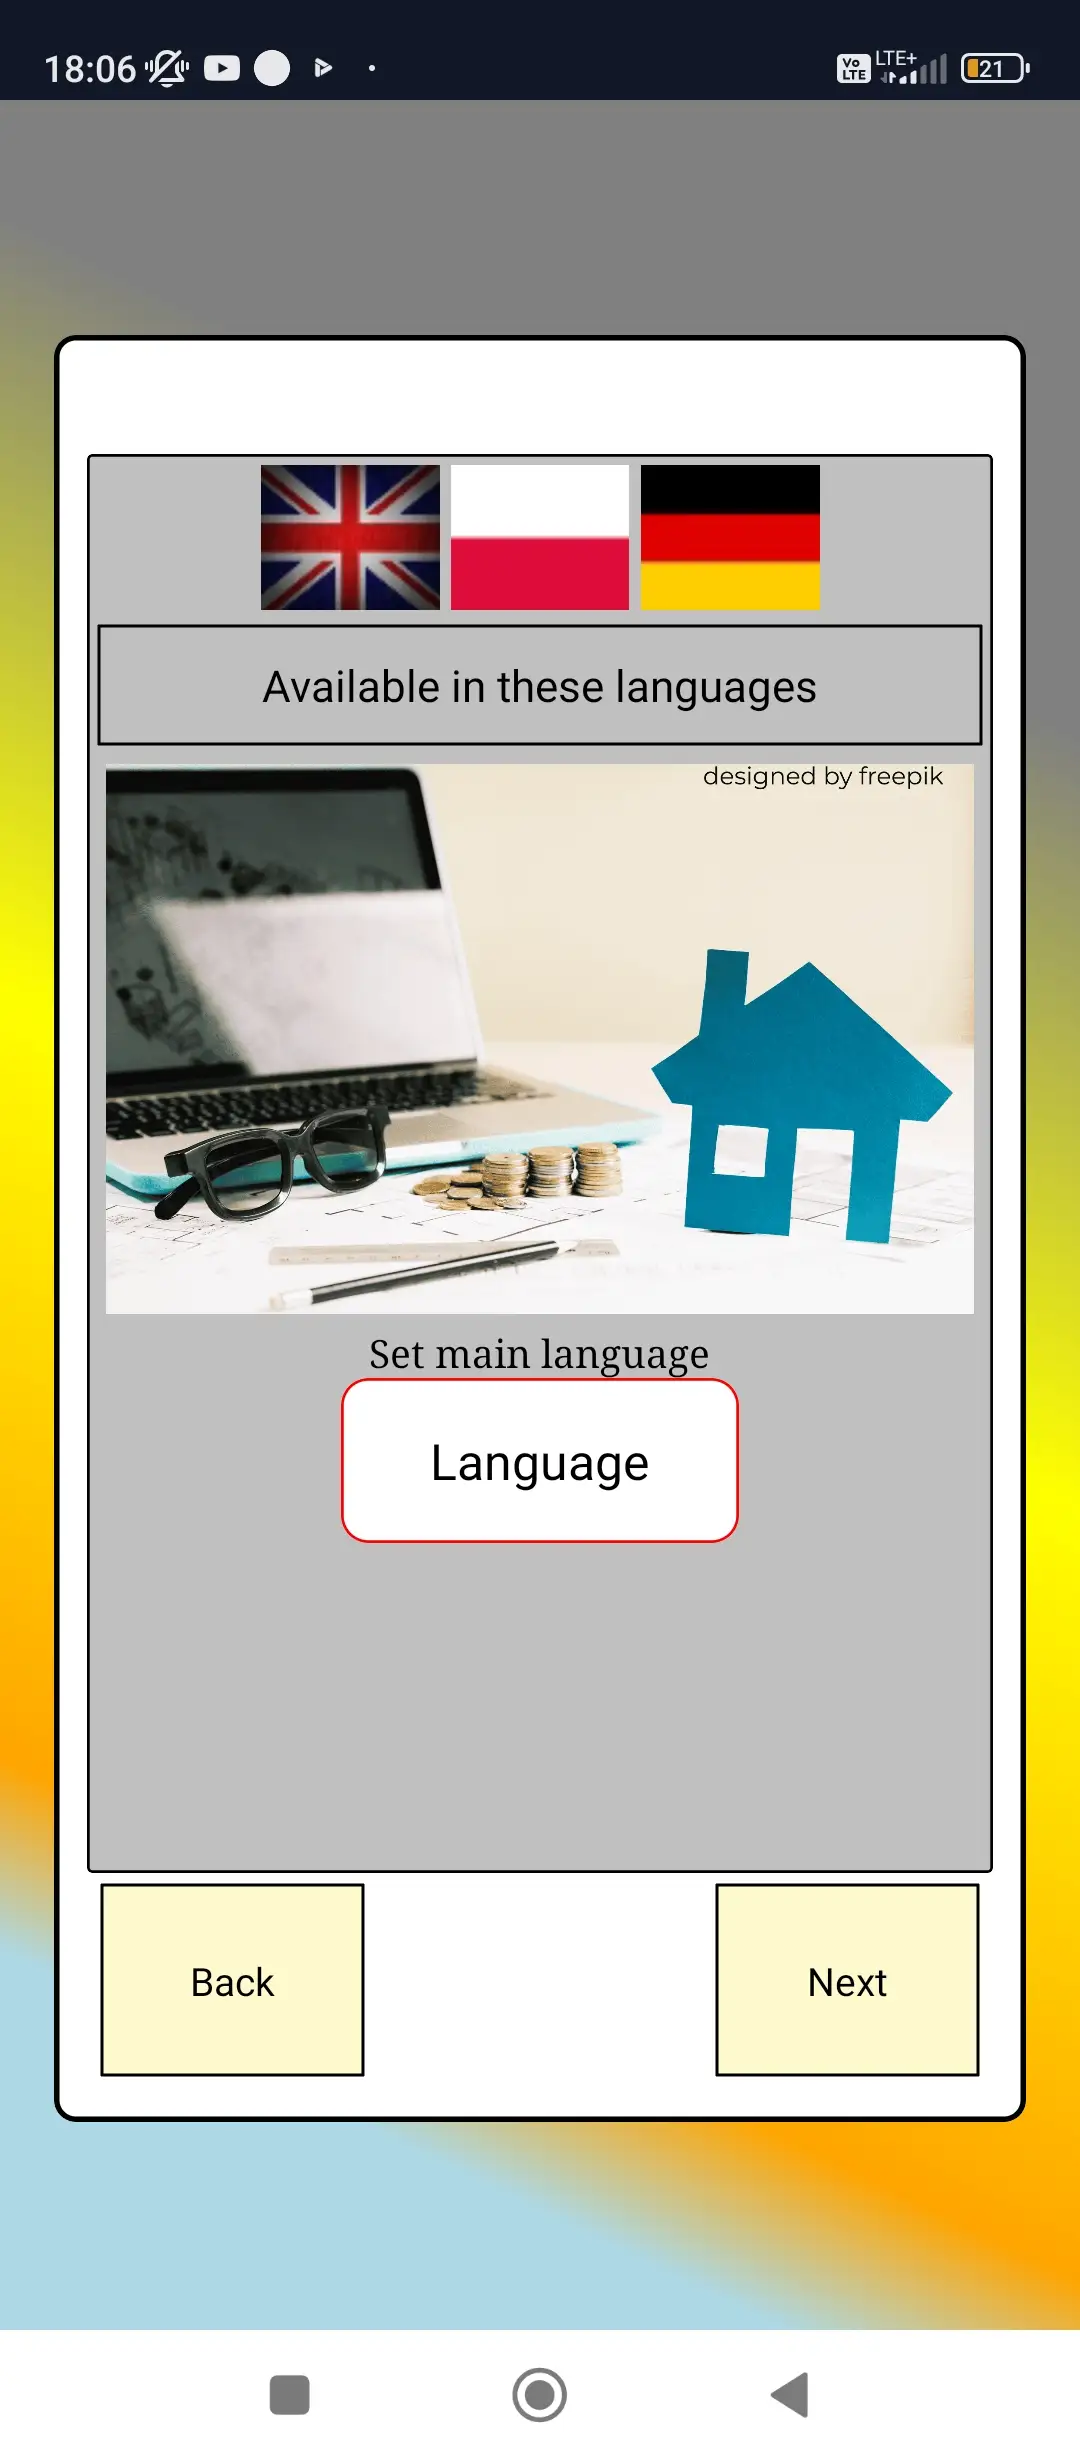 18:06
Vo
LTE
LTE+
21
Available in these languages
designed by freepik
Set main language
Language
Back
Next